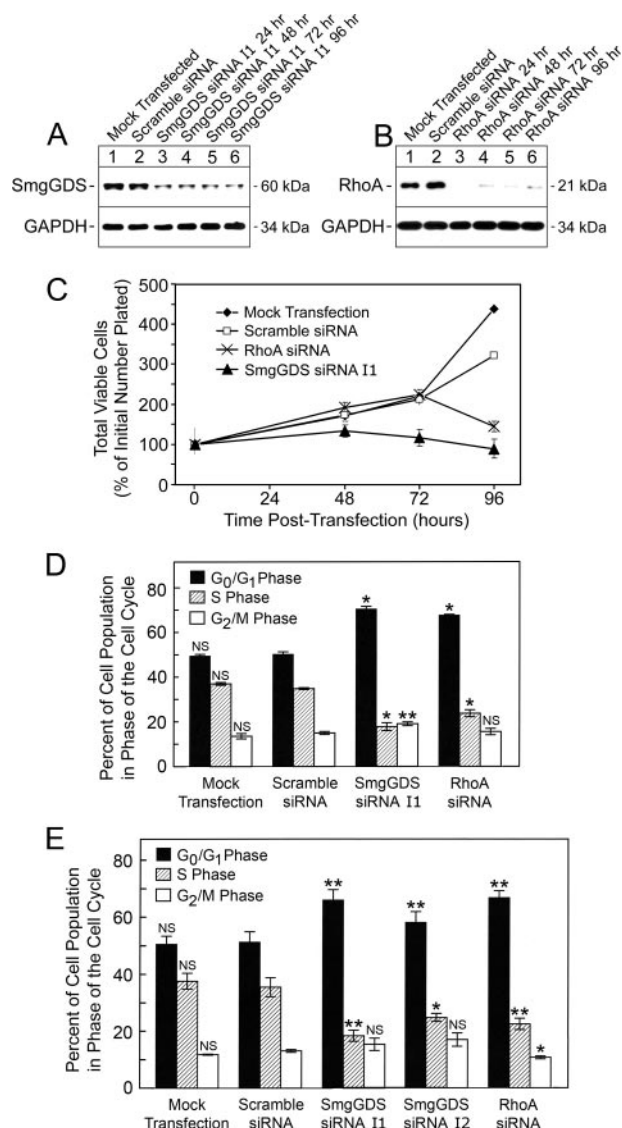 A
Mock Transfected
Scramble siRNA
SmgGDS siRNA I1 24 hr
SmgGDS siRNA I1 48 hr
SmgGDS siRNA I1 72 hr
SmgGDS siRNA I1 96 hr
1 2 3 4 5 6
SmgGDS- - 60 kDa
GAPDH- - 34 kDa
B
Mock Transfected
Scramble siRNA
RhoA siRNA 24 hr
RhoA siRNA 48 hr
RhoA siRNA 72 hr
RhoA siRNA 96 hr
1 2 3 4 5 6
RhoA- - 21 kDa
GAPDH- - 34 kDa
C
Total Viable Cells
(% of Initial Number Plated)
500
400
300
200
100
0
Mock Transfection
Scramble siRNA
RhoA siRNA
SmgGDS siRNA I1
0 24 48 72 96
Time Post-Transfection (hours)
D
Percent of Cell Population
in Phase of the Cell Cycle
80
60
40
20
0
G0/G1 Phase
S Phase
G2/M Phase
NS NS NS * * ** * * NS
Mock Transfection
Scramble siRNA
SmgGDS siRNA I1
RhoA siRNA
E
Percent of Cell Population
in Phase of the Cell Cycle
80
60
40
20
0
G0/G1 Phase
S Phase
G2/M Phase
NS NS NS ** ** NS ** * NS ** ** *
Mock Transfection
Scramble siRNA
SmgGDS siRNA I1
SmgGDS siRNA I2
RhoA siRNA